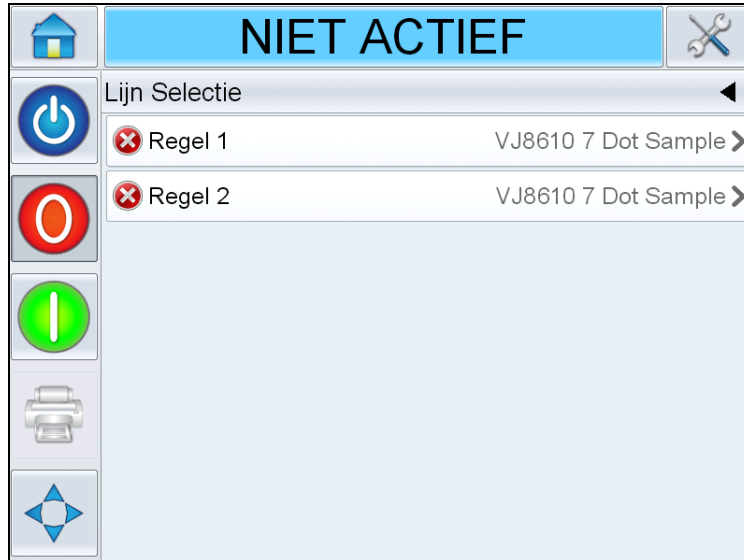 NIET ACTIEF
Lijn Selectie
Regel 1 VJ8610 7 Dot Sample
Regel 2 VJ8610 7 Dot Sample